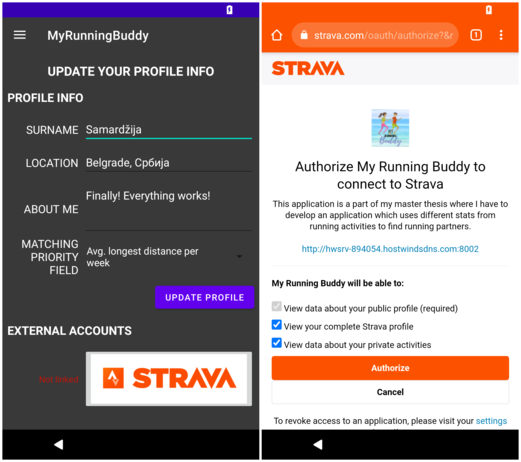 MyRunningBuddy
UPDATE YOUR PROFILE INFO
PROFILE INFO
SURNAME Samardžija
LOCATION Belgrade, Србија
ABOUT ME Finally! Everything works!
MATCHING
PRIORITY
FIELD
Avg. longest distance per
week
UPDATE PROFILE
EXTERNAL ACCOUNTS
Not linked
STRAVA
strava.com/oauth/authorize?&r
1
STRAVA
Buddy
Authorize My Running Buddy to
connect to Strava
This application is a part of my master thesis where I have to
develop an application which uses different stats from
running activities to find running partners.
http://hwsrv-894054.hostwindsdns.com:8002
My Running Buddy will be able to:
View data about your public profile (required)
View your complete Strava profile
View data about your private activities
Authorize
Cancel
To revoke access to an application, please visit your settings